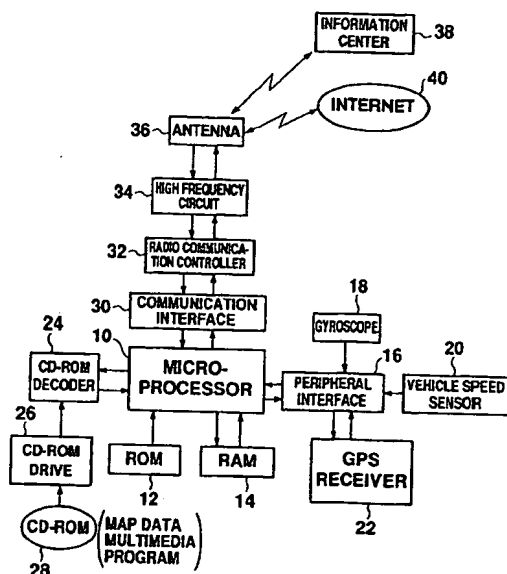 INFORMATION
CENTER
38
40
INTERNET
36
ANTENNA
34
HIGH FREQUENCY
CIRCUIT
32
RADIO COMMUNICA-
TION CONTROLLER
30
COMMUNICATION
INTERFACE
18
GYROSCOPE
24
10
16
20
CD-ROM
DECODER
MICRO-
PROCESSOR
PERIPHERAL
INTERFACE
VEHICLE SPEED
SENSOR
26
CD-ROM
DRIVE
ROM
RAM
GPS
RECEIVER
12
14
22
CD-ROM
28
MAP DATA
MULTIMEDIA
PROGRAM